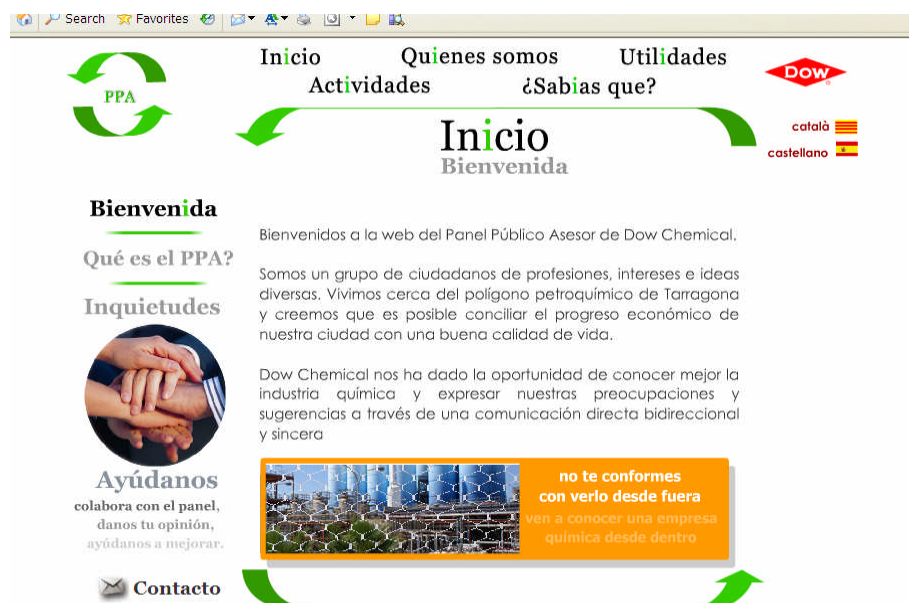 Search Favorites
Inicio Quienes somos Utilidades
Actividades ¿Sabias que?
PPA
DOW
català
castellano
Inicio
Bienvenida
Bienvenida
Qué es el PPA?
Inquietudes
Ayúdanos
colabora con el panel,
danos tu opinión,
ayúdanos a mejorar.
Contacto
Bienvenidos a la web del Panel Público Asesor de Dow Chemical.
Somos un grupo de ciudadanos de profesiones, intereses e ideas
diversas. Vivimos cerca del polígono petroquímico de Tarragona
y creemos que es posible conciliar el progreso económico de
nuestra ciudad con una buena calidad de vida.
Dow Chemical nos ha dado la oportunidad de conocer mejor la
industria química y expresar nuestras preocupaciones y
sugerencias a través de una comunicación directa bidireccional
y sincera
no te conformes
con verlo desde fuera
ven a conocer una empresa
quimica desde dentro